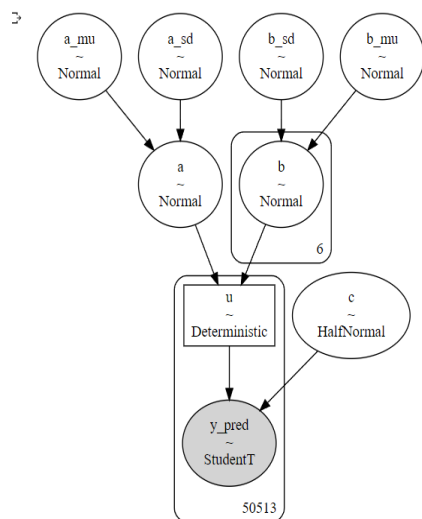 a_mu
~
Normal
a_sd
~
Normal
b_sd
~
Normal
b_mu
~
Normal
a
~
Normal
b
~
Normal
6
u
~
Deterministic
c
~
HalfNormal
y_pred
~
StudentT
50513